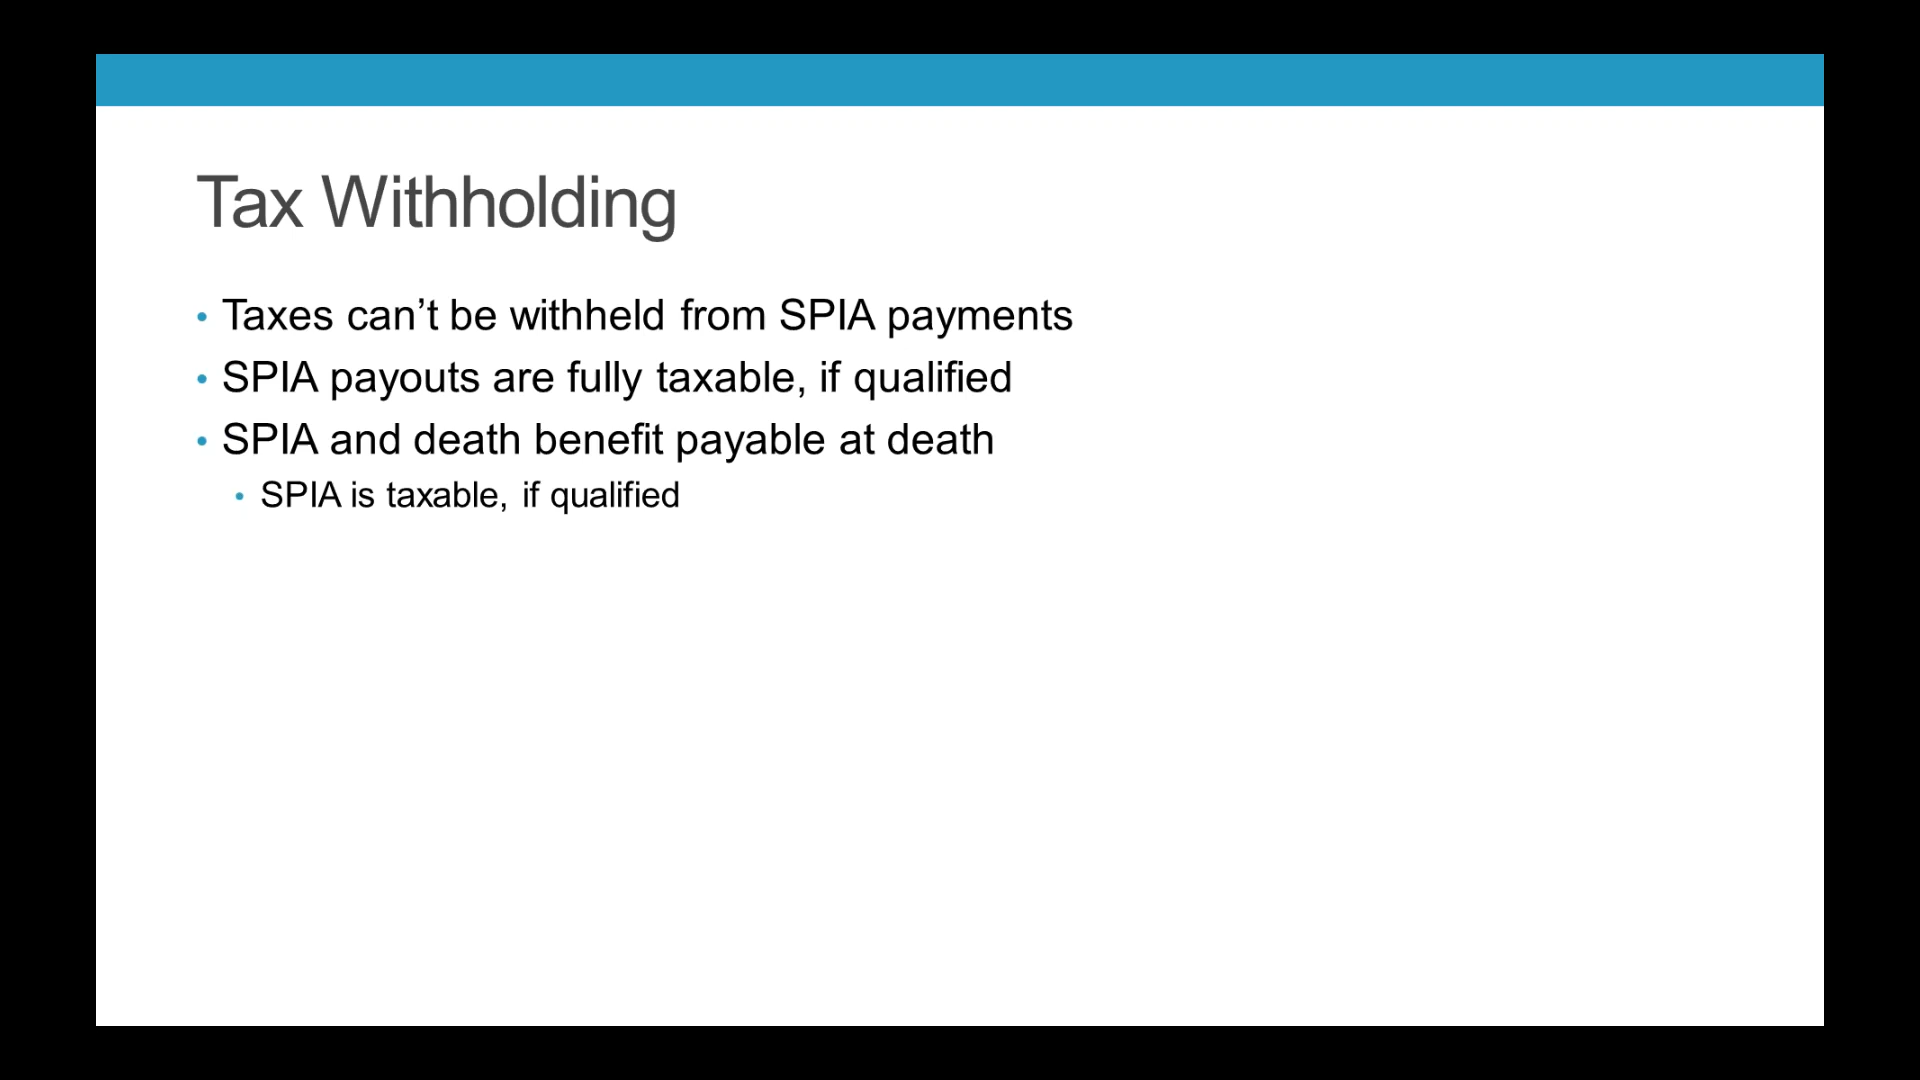 Tax Withholding
• Taxes can’t be withheld from SPIA payments
• SPIA payouts are fully taxable, if qualified
• SPIA and death benefit payable at death
• SPIA is taxable, if qualified